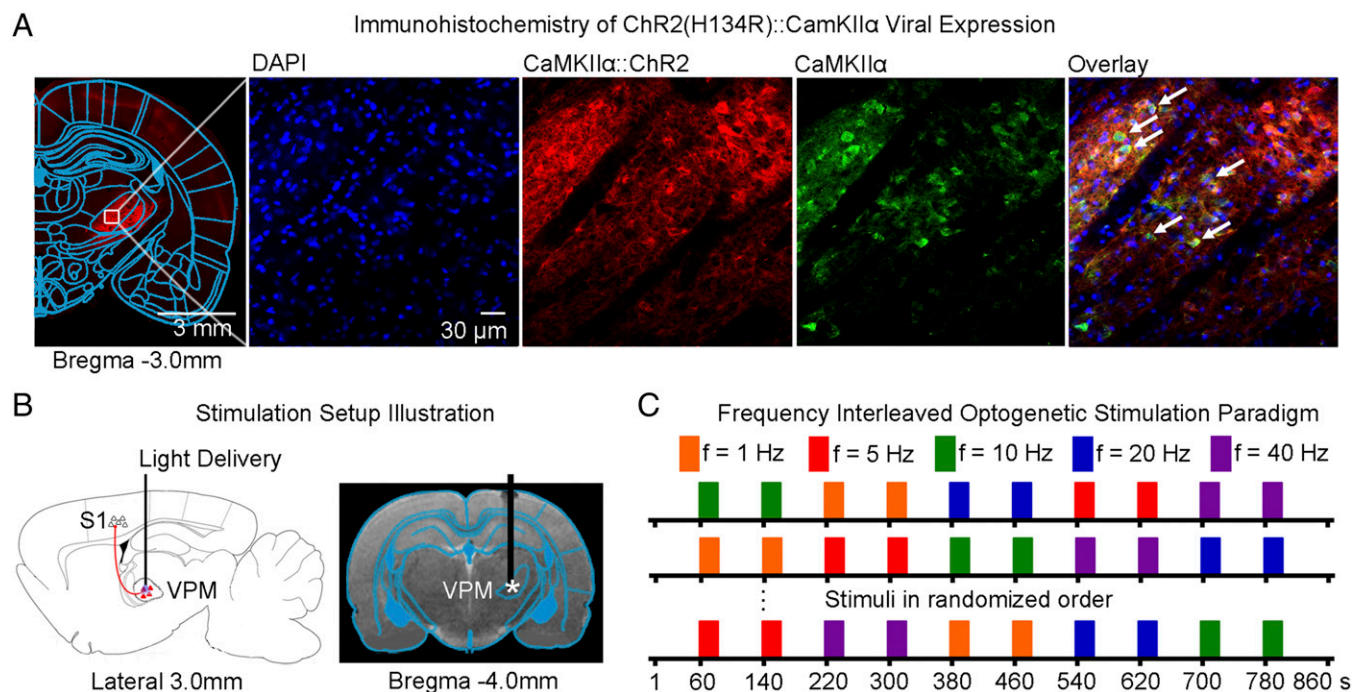 A
Immunohistochemistry of ChR2(H134R)::CamKIIα Viral Expression
DAPI
CaMKIIα::ChR2
CaMKIIα
Overlay
3 mm
30 µm
Bregma -3.0mm
B
Stimulation Setup Illustration
Light Delivery
S1
VPM
VPM
*
Lateral 3.0mm
Bregma -4.0mm
C
Frequency Interleaved Optogenetic Stimulation Paradigm
f = 1 Hz f = 5 Hz f = 10 Hz f = 20 Hz f = 40 Hz
Stimuli in randomized order
1 60 140 220 300 380 460 540 620 700 780 860 s